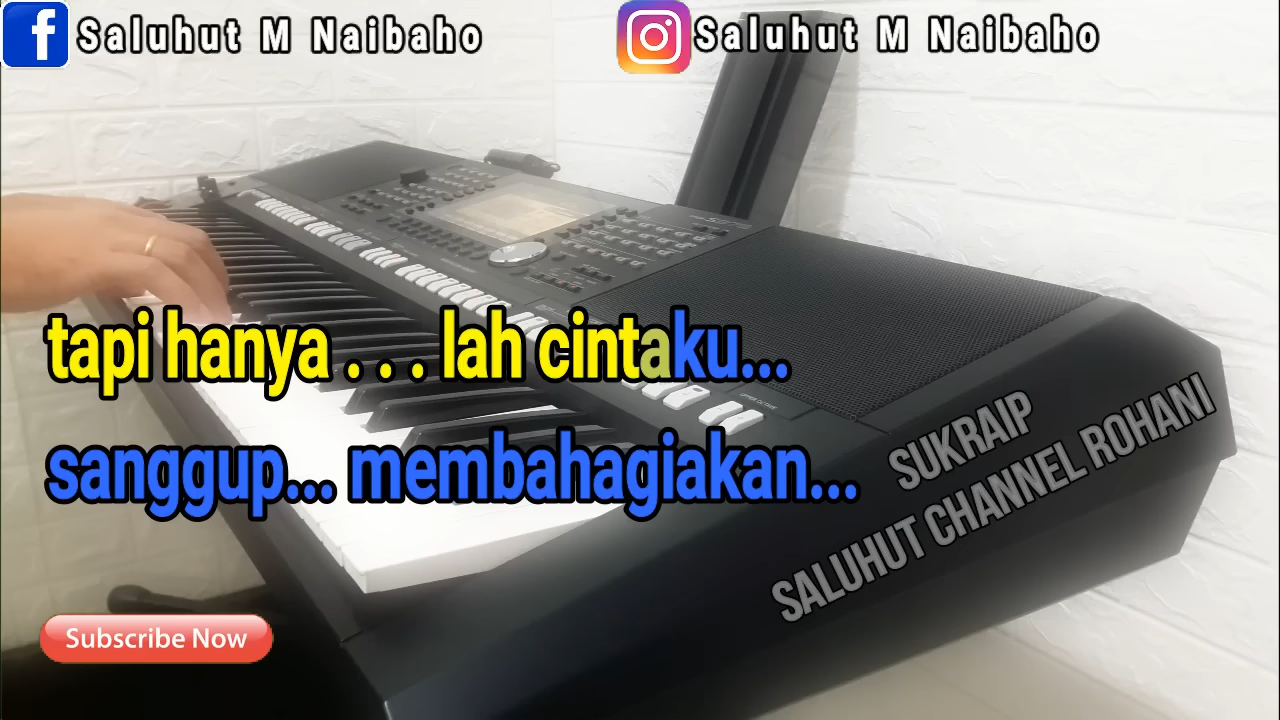 Saluhut M Naibaho
Saluhut M Naibaho
tapi hanya . . . lah cintaku...
sanggup... membahagiakan...
SUKRAIP
SALUHUT CHANNEL ROHANI
Subscribe Now